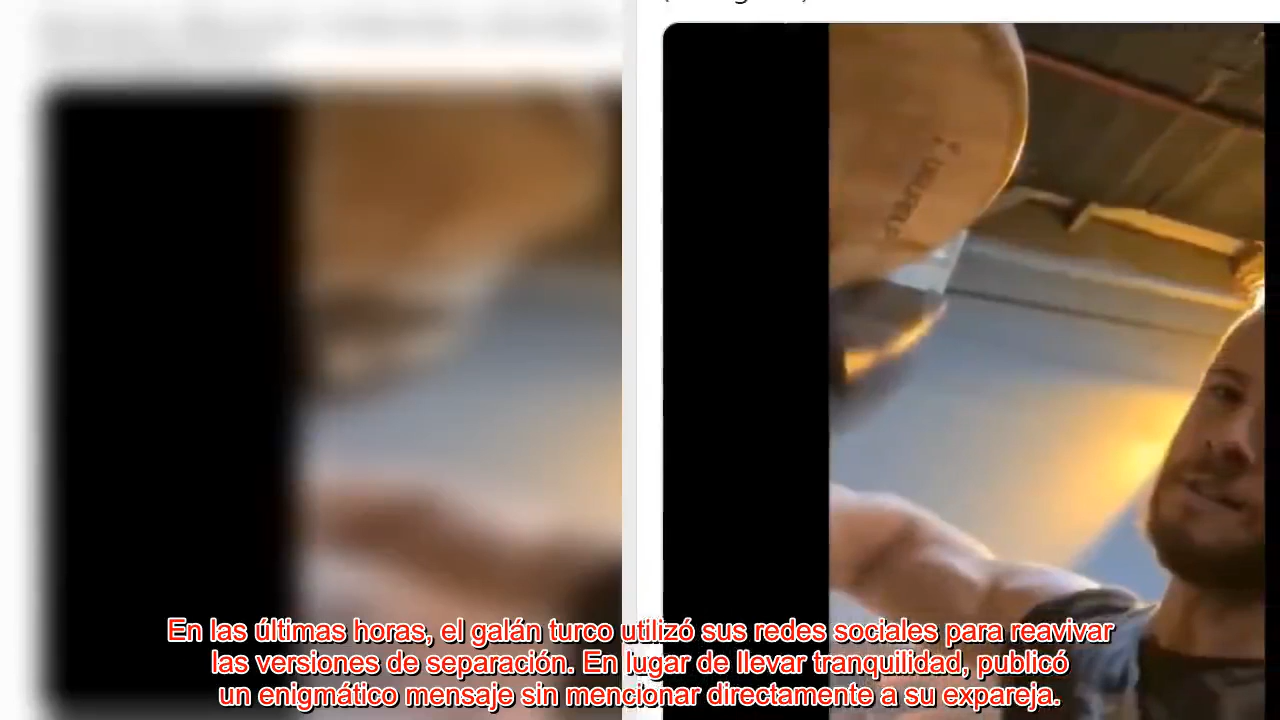 En las últimas horas, el galán turco utilizó sus redes sociales para reavivar
las versiones de separación. En lugar de llevar tranquilidad, publicó
un enigmático mensaje sin mencionar directamente a su expareja.